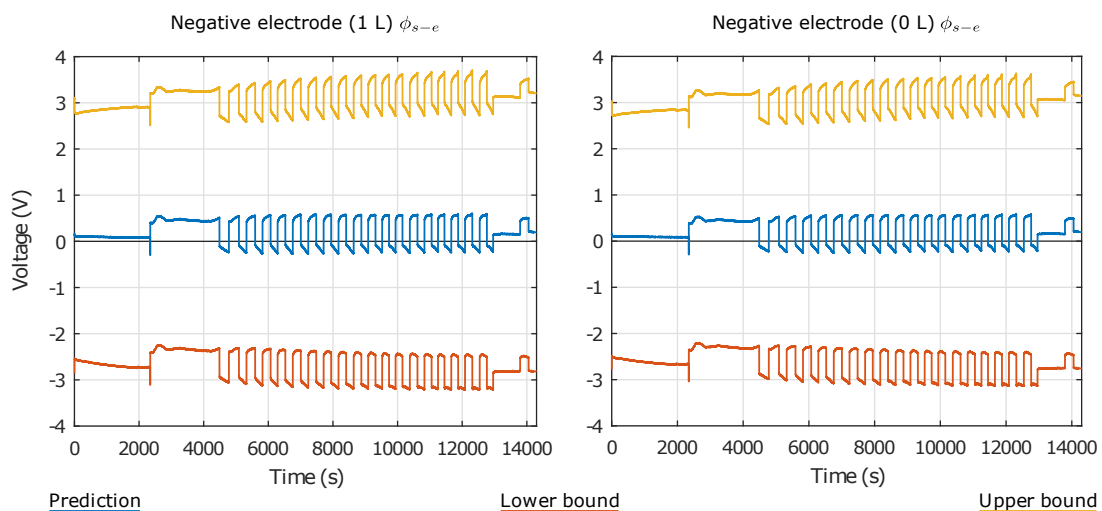 Negative electrode (1 L) ϕs−e
Negative electrode (0 L) ϕs−e
4
3
2
1
0
-1
-2
-3
-4
Voltage (V)
0 2000 4000 6000 8000 10000 12000 14000
Time (s)
4
3
2
1
0
-1
-2
-3
-4
0 2000 4000 6000 8000 10000 12000 14000
Time (s)
Prediction
Lower bound
Upper bound